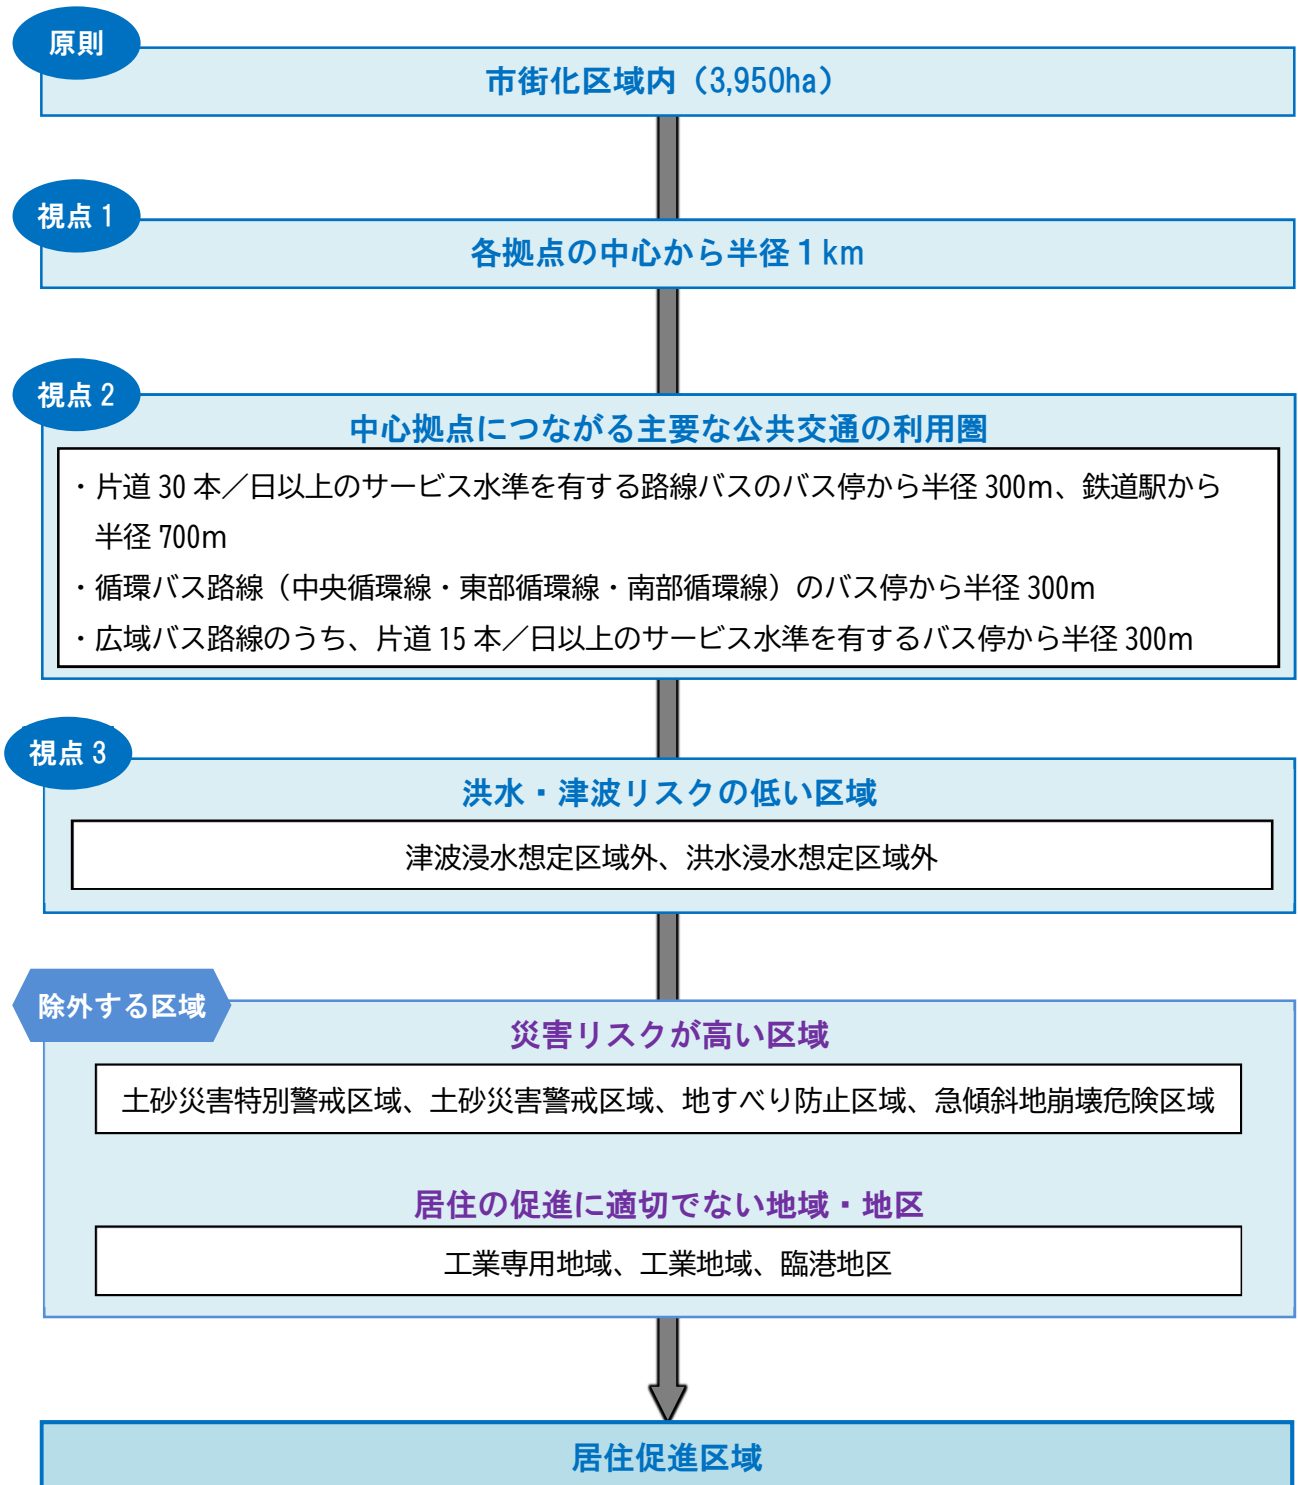 原則
市街化区域内（3,950ha）
視点 1
各拠点の中心から半径１km
視点 2
中心拠点につながる主要な公共交通の利用圏
・片道 30 本／日以上のサービス水準を有する路線バスのバス停から半径 300ｍ、鉄道駅から
半径 700ｍ
・循環バス路線（中央循環線・東部循環線・南部循環線）のバス停から半径 300ｍ
・広域バス路線のうち、片道 15 本／日以上のサービス水準を有するバス停から半径 300ｍ
視点 3
洪水・津波リスクの低い区域
津波浸水想定区域外、洪水浸水想定区域外
除外する区域
災害リスクが高い区域
土砂災害特別警戒区域、土砂災害警戒区域、地すべり防止区域、急傾斜地崩壊危険区域
居住の促進に適切でない地域・地区
工業専用地域、工業地域、臨港地区
居住促進区域